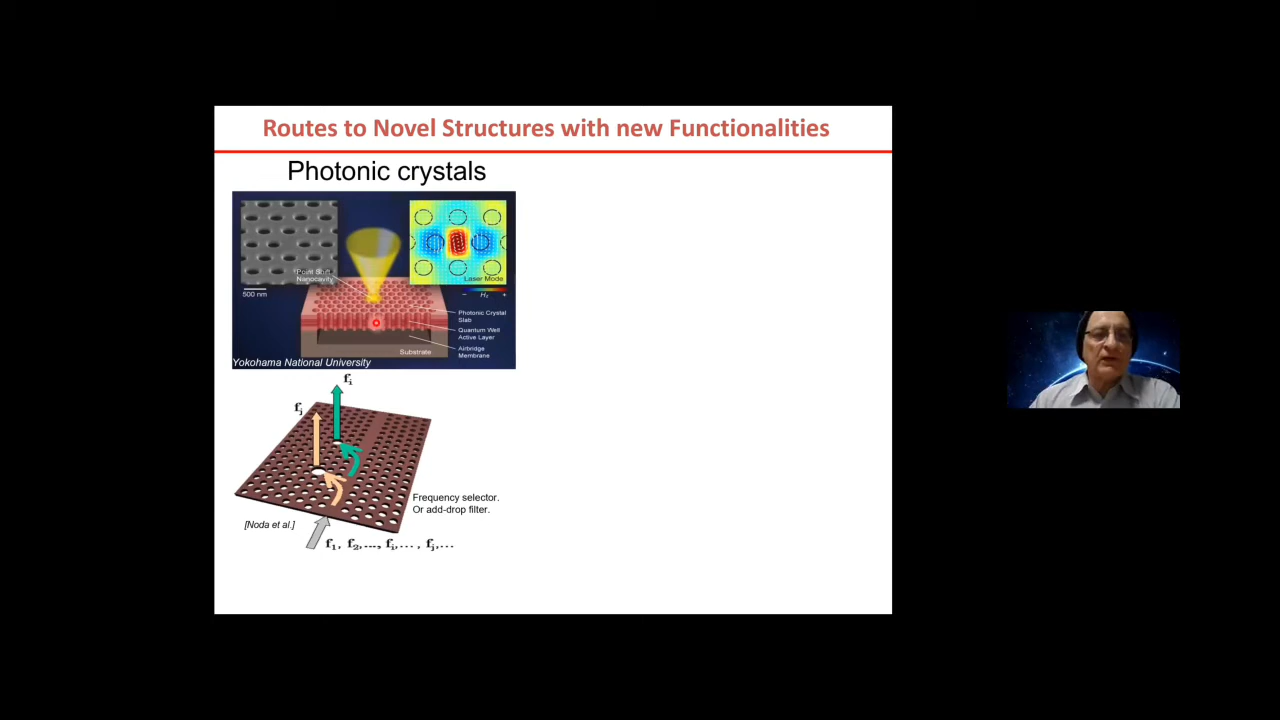 Routes to Novel Structures with new Functionalities
Photonic crystals
Point Shift
Nanocavity
500 nm
Laser Mode
− Hz +
Photonic Crystal
Slab
Quantum Well
Active Layer
Airbridge
Membrane
Substrate
Yokohama National University
fi
fj
Frequency selector.
Or add-drop filter.
[Noda et al.]
f1, f2,..., fi,... , fj,...